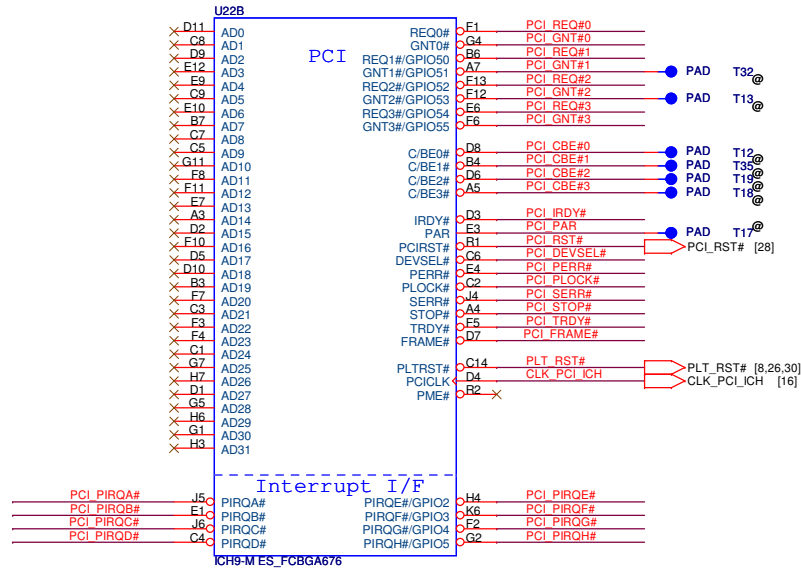 U22B
PCI
D11 AD0 REQ0# F1 PCI_REQ#0
C8 AD1 GNT0# G4 PCI_GNT#0
D9 AD2 REQ1#/GPIO50 B6 PCI_REQ#1
E12 AD3 GNT1#/GPIO51 A7 PCI_GNT#1 PAD T32 @
E9 AD4 REQ2#/GPIO52 F13 PCI_REQ#2
C9 AD5 GNT2#/GPIO53 F12 PCI_GNT#2 PAD T13 @
E10 AD6 REQ3#/GPIO54 E6 PCI_REQ#3
B7 AD7 GNT3#/GPIO55 F6 PCI_GNT#3
C7 AD8
C5 AD9 C/BE0# D8 PCI_CBE#0 PAD T12 @
G11 AD10 C/BE1# B4 PCI_CBE#1 PAD T35 @
F8 AD11 C/BE2# D6 PCI_CBE#2 PAD T19 @
F11 AD12 C/BE3# A5 PCI_CBE#3 PAD T18 @
E7 AD13
A3 AD14 IRDY# D3 PCI_IRDY#
D2 AD15 PAR E3 PCI_PAR PAD T17 @
F10 AD16 PCIRST# R1 PCI_RST# PCI_RST# [28]
D5 AD17 DEVSEL# C6 PCI_DEVSEL#
D10 AD18 PERR# E4 PCI_PERR#
B3 AD19 PLOCK# C2 PCI_PLOCK#
F7 AD20 SERR# J4 PCI_SERR#
C3 AD21 STOP# A4 PCI_STOP#
F3 AD22 TRDY# F5 PCI_TRDY#
F4 AD23 FRAME# D7 PCI_FRAME#
C1 AD24
G7 AD25 PLTRST# C14 PLT_RST# PLT_RST# [8,26,30]
H7 AD26 PCICLK D4 CLK_PCI_ICH CLK_PCI_ICH [16]
D1 AD27 PME# R2
G5 AD28
H6 AD29
G1 AD30
H3 AD31
Interrupt I/F
PCI_PIRQA# J5 PIRQA# PIRQE#/GPIO2 H4 PCI_PIRQE#
PCI_PIRQB# E1 PIRQB# PIRQF#/GPIO3 K6 PCI_PIRQF#
PCI_PIRQC# J6 PIRQC# PIRQG#/GPIO4 F2 PCI_PIRQG#
PCI_PIRQD# C4 PIRQD# PIRQH#/GPIO5 G2 PCI_PIRQH#
ICH9-M ES_FCBGA676